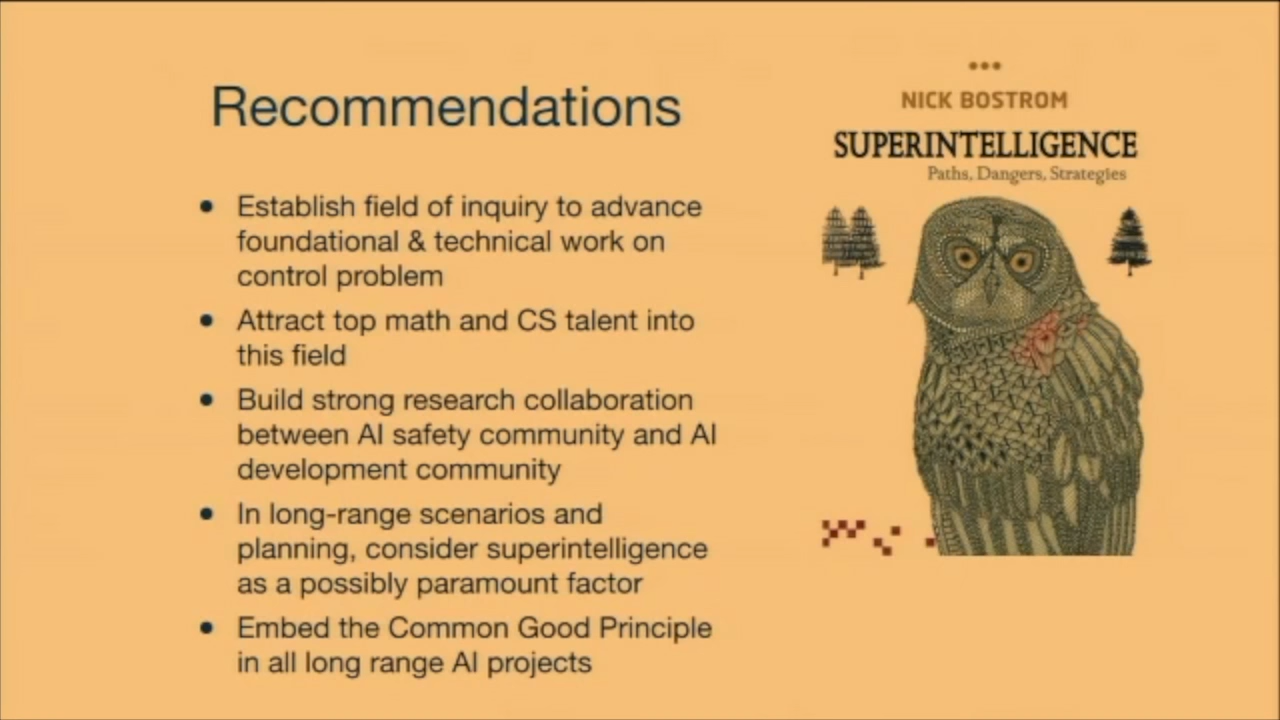 Recommendations
• Establish field of inquiry to advance
foundational & technical work on
control problem
• Attract top math and CS talent into
this field
• Build strong research collaboration
between AI safety community and AI
development community
• In long-range scenarios and
planning, consider superintelligence
as a possibly paramount factor
• Embed the Common Good Principle
in all long range AI projects
NICK BOSTROM
SUPERINTELLIGENCE
Paths, Dangers, Strategies